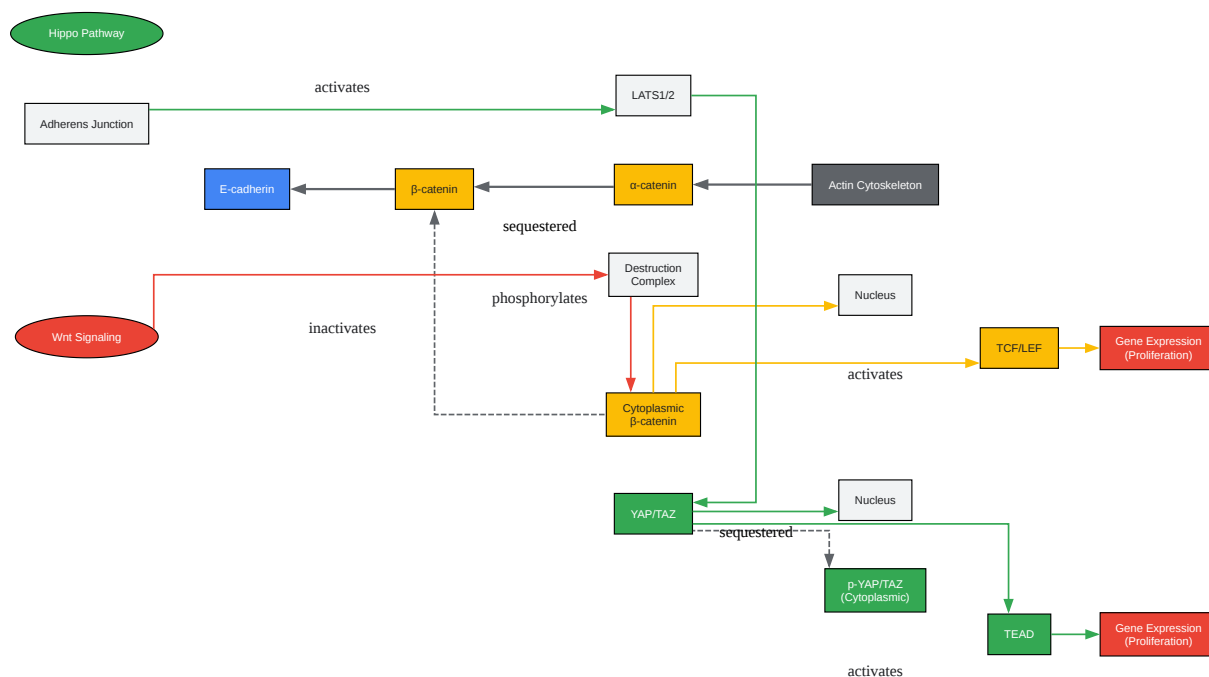 Hippo Pathway
activates
LATS1/2
Adherens Junction
E-cadherin
β-catenin
α-catenin
Actin Cytoskeleton
sequestered
Destruction
Complex
phosphorylates
Nucleus
inactivates
Wnt Signaling
TCF/LEF
Gene Expression
(Proliferation)
activates
Cytoplasmic
β-catenin
YAP/TAZ
Nucleus
sequestered
p-YAP/TAZ
(Cytoplasmic)
TEAD
Gene Expression
(Proliferation)
activates